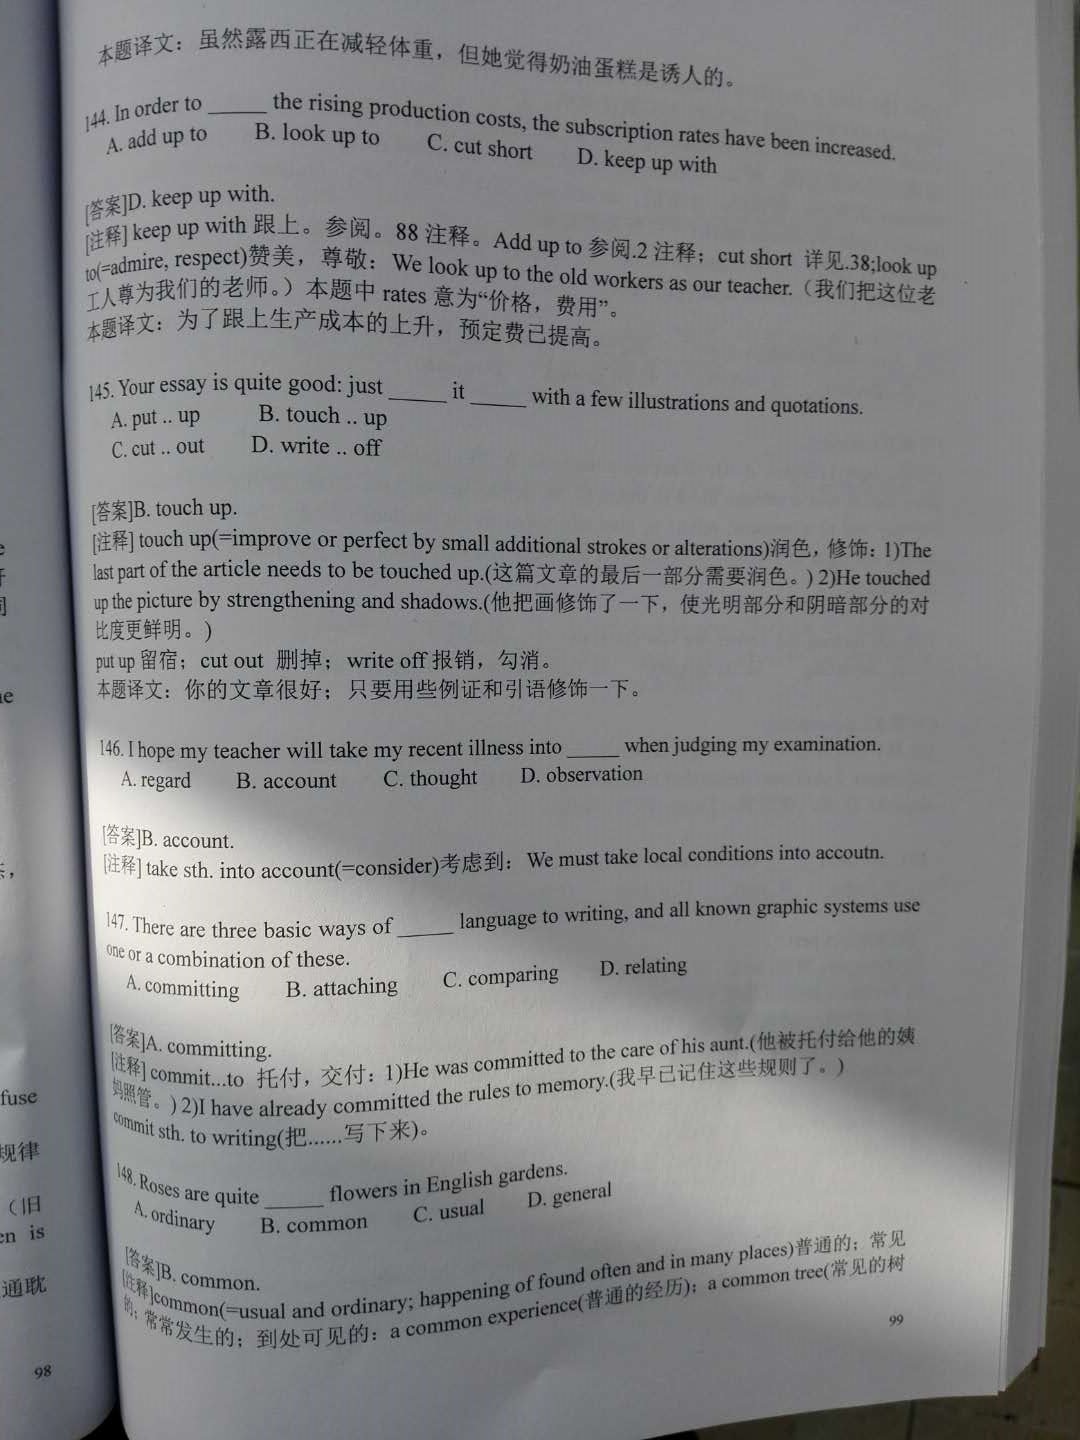 本题译文：虽然露西正在减轻体重，但她觉得奶油蛋糕是诱人的。
144. In order to ______ the rising production costs, the subscription rates have been increased.
A. add up to B. look up to C. cut short D. keep up with
[答案]D. keep up with.
[注释] keep up with 跟上。参阅。88 注释。Add up to 参阅.2 注释；cut short 详见.38;look up
to(=admire, respect)赞美，尊敬：We look up to the old workers as our teacher.（我们把这位老
工人尊为我们的老师。）本题中 rates 意为“价格，费用”。
本题译文：为了跟上生产成本的上升，预定费已提高。
145. Your essay is quite good: just ______ it ______ with a few illustrations and quotations.
A. put .. up B. touch .. up
C. cut .. out D. write .. off
[答案]B. touch up.
[注释] touch up(=improve or perfect by small additional strokes or alterations)润色，修饰：1)The
last part of the article needs to be touched up.(这篇文章的最后一部分需要润色。) 2)He touched
up the picture by strengthening and shadows.(他把画修饰了一下，使光明部分和阴暗部分的对
比度更鲜明。)
put up 留宿；cut out 删掉；write off 报销，勾消。
本题译文：你的文章很好；只要用些例证和引语修饰一下。
146. I hope my teacher will take my recent illness into ______ when judging my examination.
A. regard B. account C. thought D. observation
[答案]B. account.
[注释] take sth. into account(=consider)考虑到：We must take local conditions into accoutn.
147. There are three basic ways of ______ language to writing, and all known graphic systems use
one or a combination of these.
A. committing B. attaching C. comparing D. relating
[答案]A. committing.
[注释] commit...to 托付，交付：1)He was committed to the care of his aunt.(他被托付给他的姨
妈照管。) 2)I have already committed the rules to memory.(我早已记住这些规则了。)
commit sth. to writing(把......写下来)。
148. Roses are quite ______ flowers in English gardens.
A. ordinary B. common C. usual D. general
[答案]B. common.
[注释]common(=usual and ordinary; happening of found often and in many places)普通的；常见
的；常常发生的；到处可见的：a common experience(普通的经历)；a common tree(常见的树
99
fuse
规律
（旧
en is
通耽
98